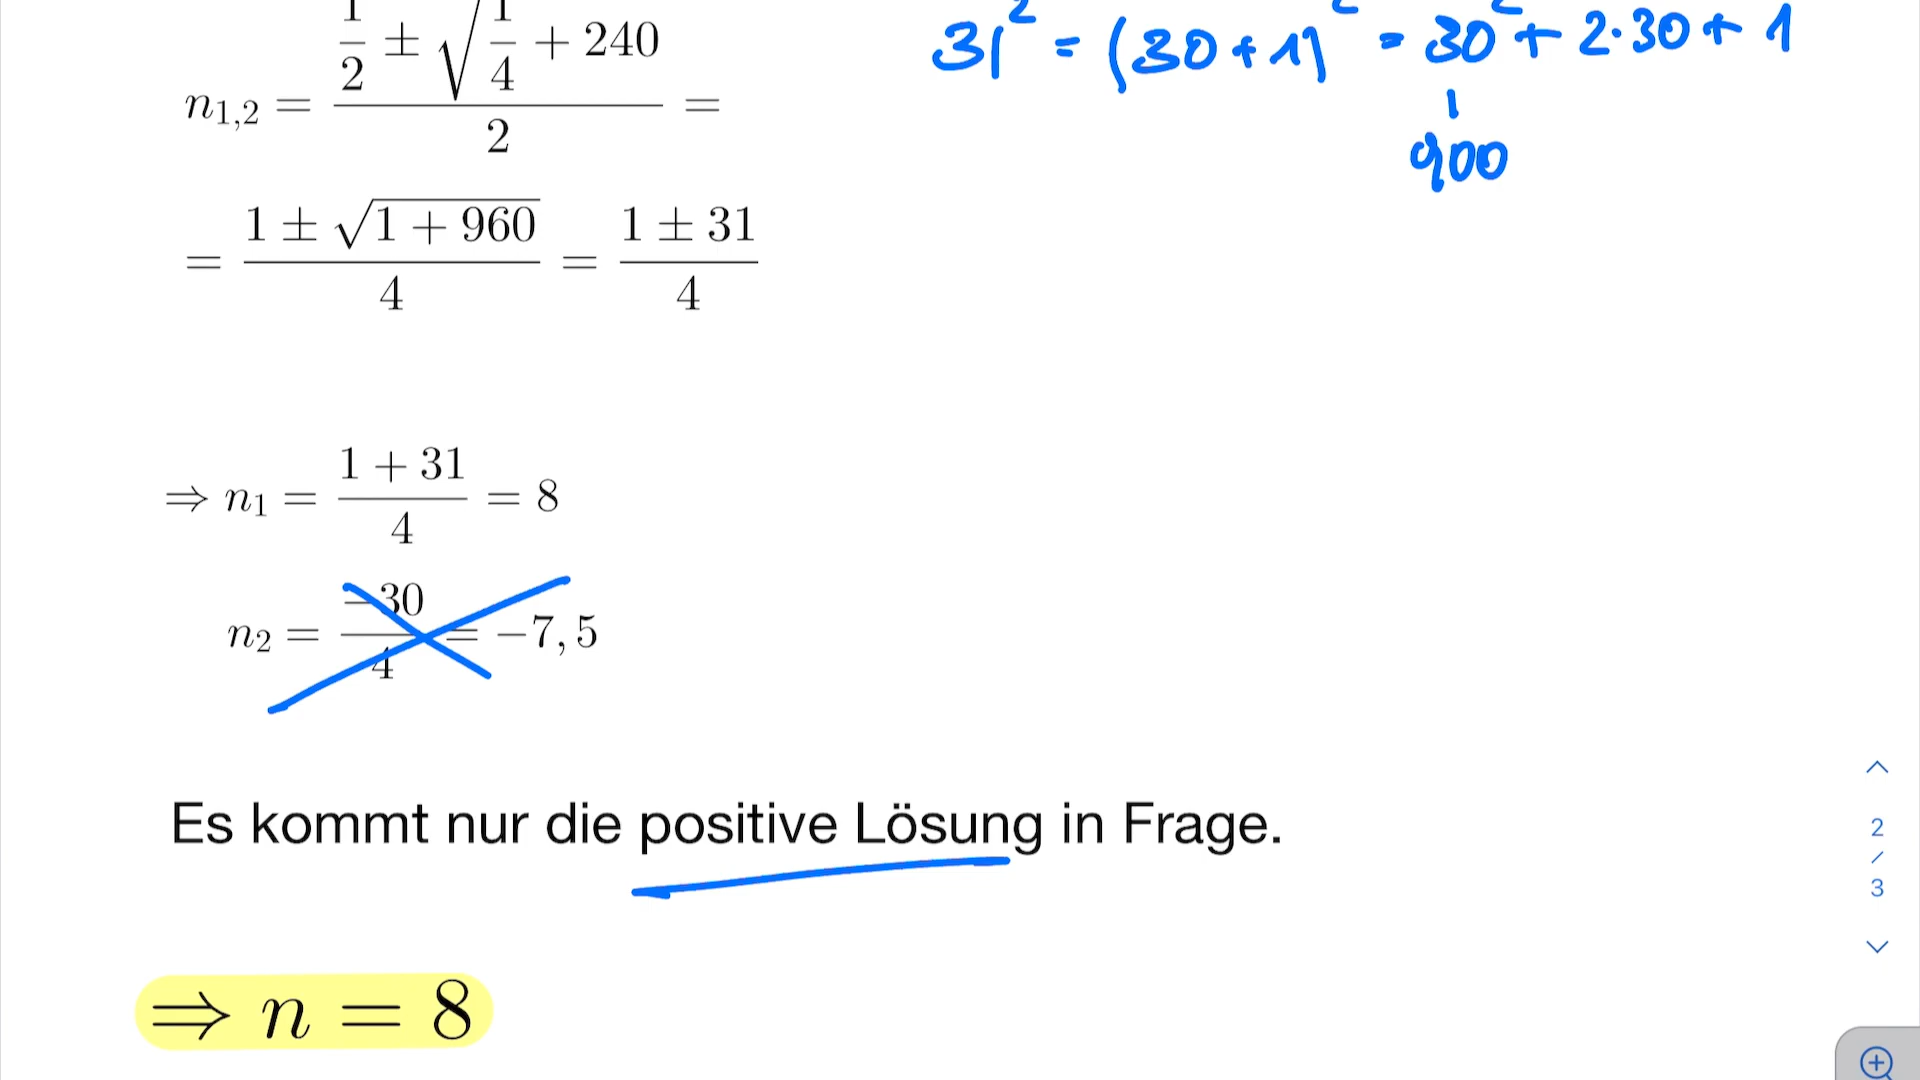 n₁,₂ = (1/2 ± √(1/4 + 240))/2 =
31² = (30+1)² = 30² + 2·30 + 1
900
= (1 ± √(1 + 960))/4 = (1 ± 31)/4
⇒ n₁ = (1 + 31)/4 = 8
n₂ = −30/4 = −7,5
Es kommt nur die positive Lösung in Frage.
⇒ n = 8
2
/
3